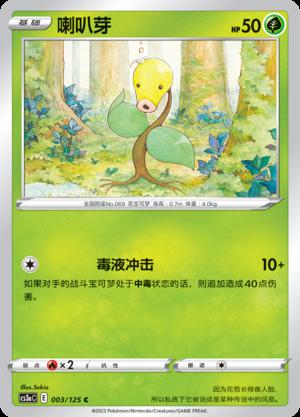 基础
喇叭芽
HP50
全国图鉴No.069 花宝可梦 身高：0.7m 体重：4.0kg
毒液冲击 10+
如果对手的战斗宝可梦处于中毒状态的话，则追加造成40点伤害。
弱点 ×2 抵抗力 撤退
Illus.Sekio
CS3aC E 003/125 C
因为花苞长得像人脸，
所以私底下它被说成是某种传说中的风茄。
©2023 Pokémon/Nintendo/Creatures/GAME FREAK.